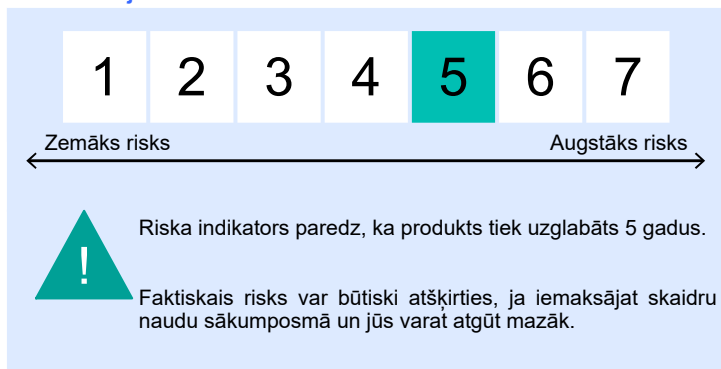 1 2 3 4 5 6 7
Zemāks risks Augstāks risks
!
Riska indikators paredz, ka produkts tiek uzglabāts 5 gadus.
Faktiskais risks var būtiski atšķirties, ja iemaksājat skaidru
naudu sākumposmā un jūs varat atgūt mazāk.